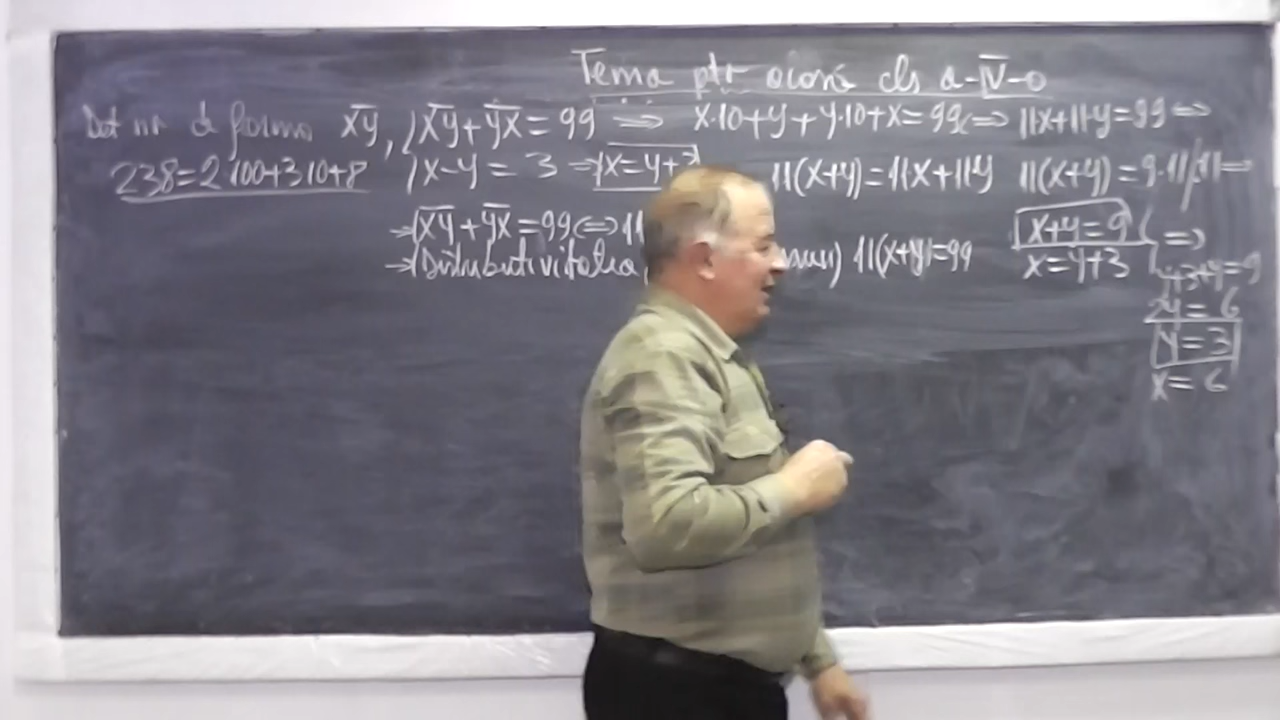 Tema ptr acasă cls a-IV-a
Det nr de forma x̅y̅, x̅y̅+y̅x̅=99 ⇒ x·10+y+y·10+x=99 ⇔ 11x+11y=99 ⇔
238=2·100+3·10+8 x-y=3 ⇒ x=y+3 11(x+y)=11x+11y 11(x+y)=9·11/:11 ⇔
→ x̅y̅+y̅x̅=99 ⇔ 11 x+y=9 ⇒
→ Distributivitatea comun) 11(x+y)=99 x=y+3
y+3+y=9
2y=6
y=3
x=6